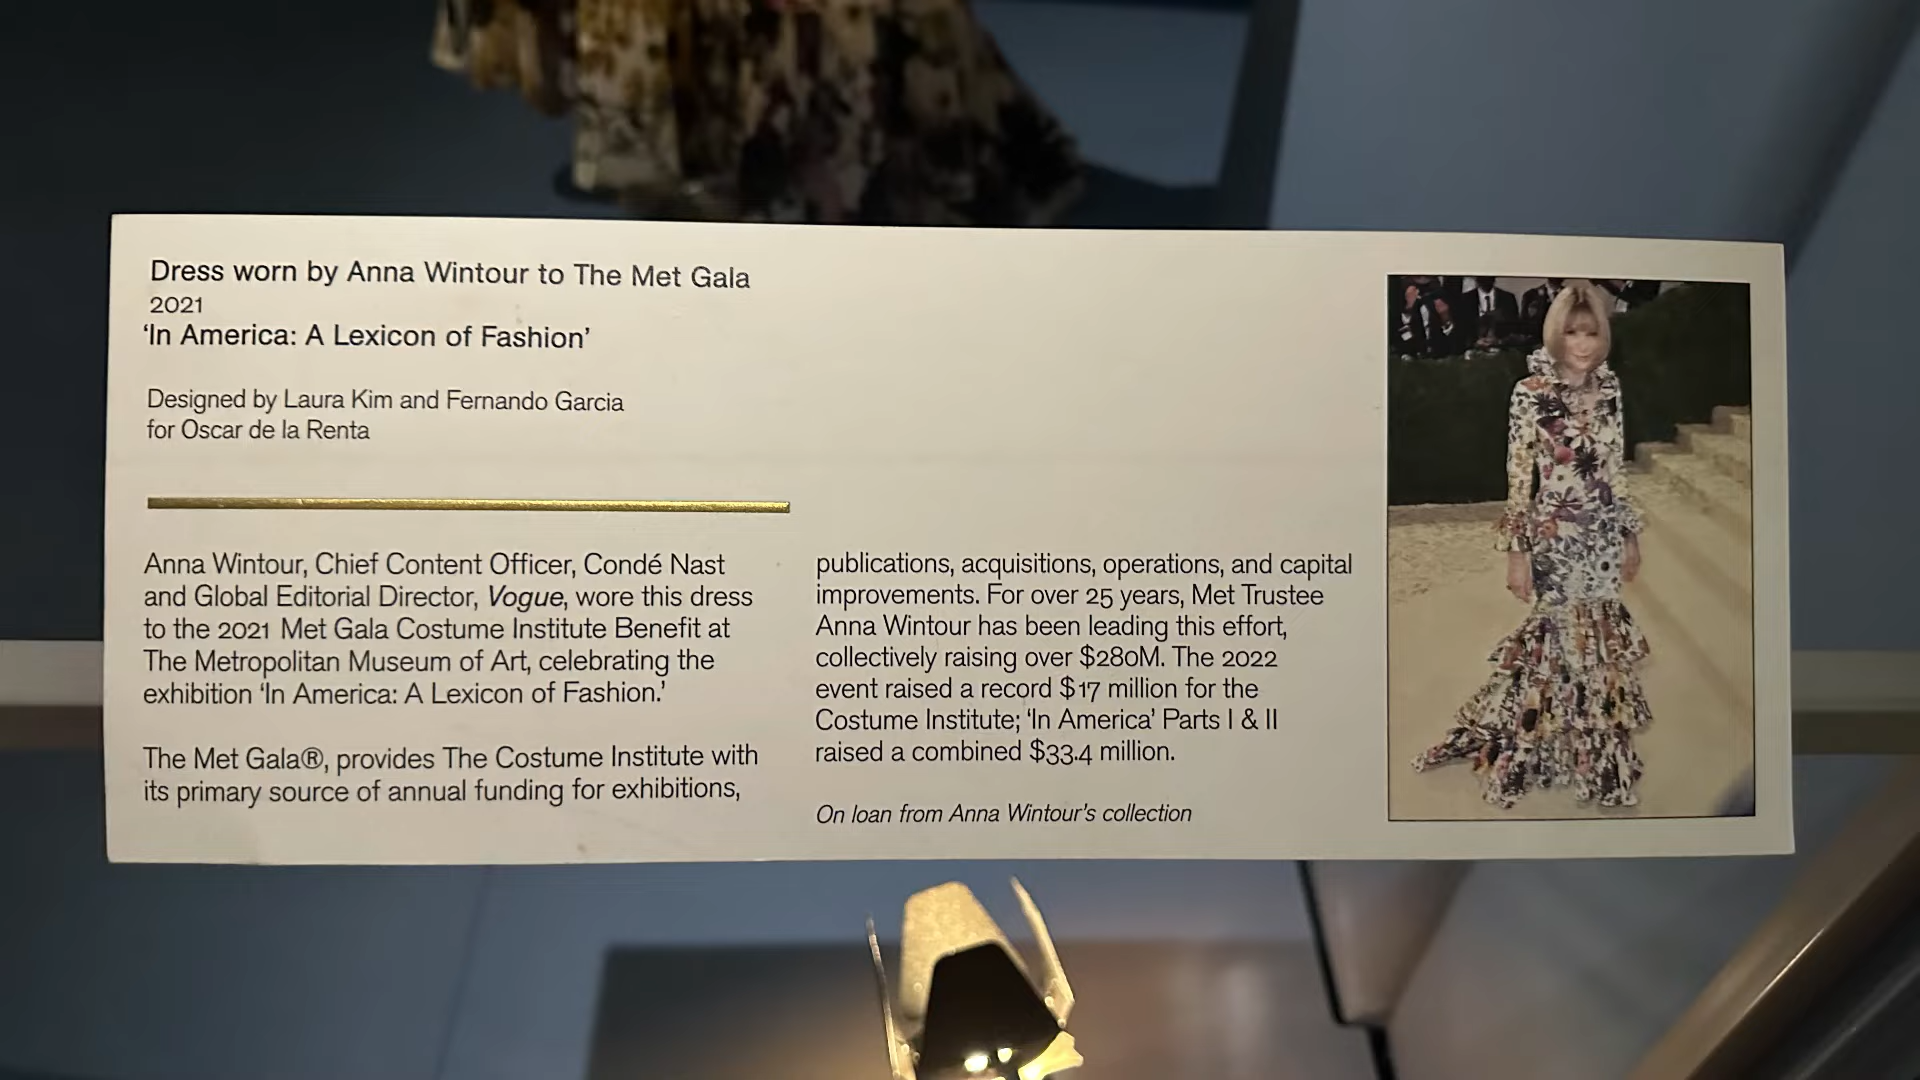 Dress worn by Anna Wintour to The Met Gala
2021
‘In America: A Lexicon of Fashion’
Designed by Laura Kim and Fernando Garcia
for Oscar de la Renta
Anna Wintour, Chief Content Officer, Condé Nast
and Global Editorial Director, Vogue, wore this dress
to the 2021 Met Gala Costume Institute Benefit at
The Metropolitan Museum of Art, celebrating the
exhibition ‘In America: A Lexicon of Fashion.’
The Met Gala®, provides The Costume Institute with
its primary source of annual funding for exhibitions,
publications, acquisitions, operations, and capital
improvements. For over 25 years, Met Trustee
Anna Wintour has been leading this effort,
collectively raising over $280M. The 2022
event raised a record $17 million for the
Costume Institute; ‘In America’ Parts I & II
raised a combined $33.4 million.
On loan from Anna Wintour’s collection